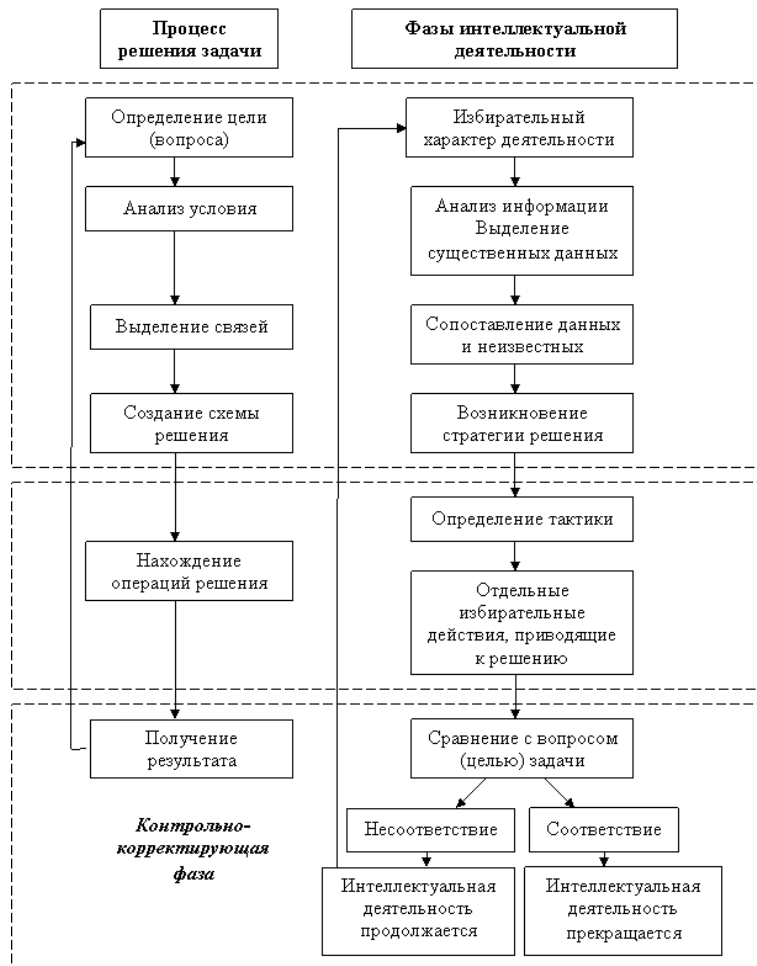 Процесс
решения задачи
Фазы интеллектуальной
деятельности
Определение цели
(вопроса)
Избирательный
характер деятельности
Анализ условия
Анализ информации
Выделение
существенных данных
Выделение связей
Сопоставление данных
и неизвестных
Создание схемы
решения
Возникновение
стратегии решения
Определение тактики
Нахождение
операций решения
Отдельные
избирательные
действия, приводящие
к решению
Получение
результата
Сравнение с вопросом
(целью) задачи
Контрольно-
корректирующая
фаза
Несоответствие
Соответствие
Интеллектуальная
деятельность
продолжается
Интеллектуальная
деятельность
прекращается